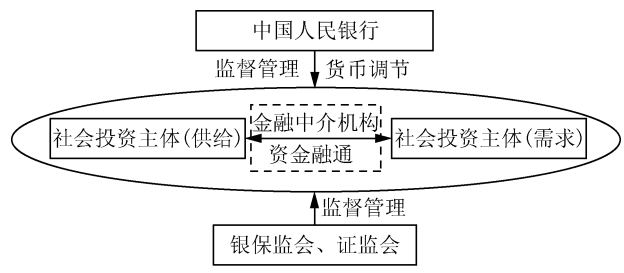 中国人民银行
监督管理 货币调节
金融中介机构
社会投资主体(供给) 社会投资主体(需求)
资金融通
监督管理
银保监会、证监会